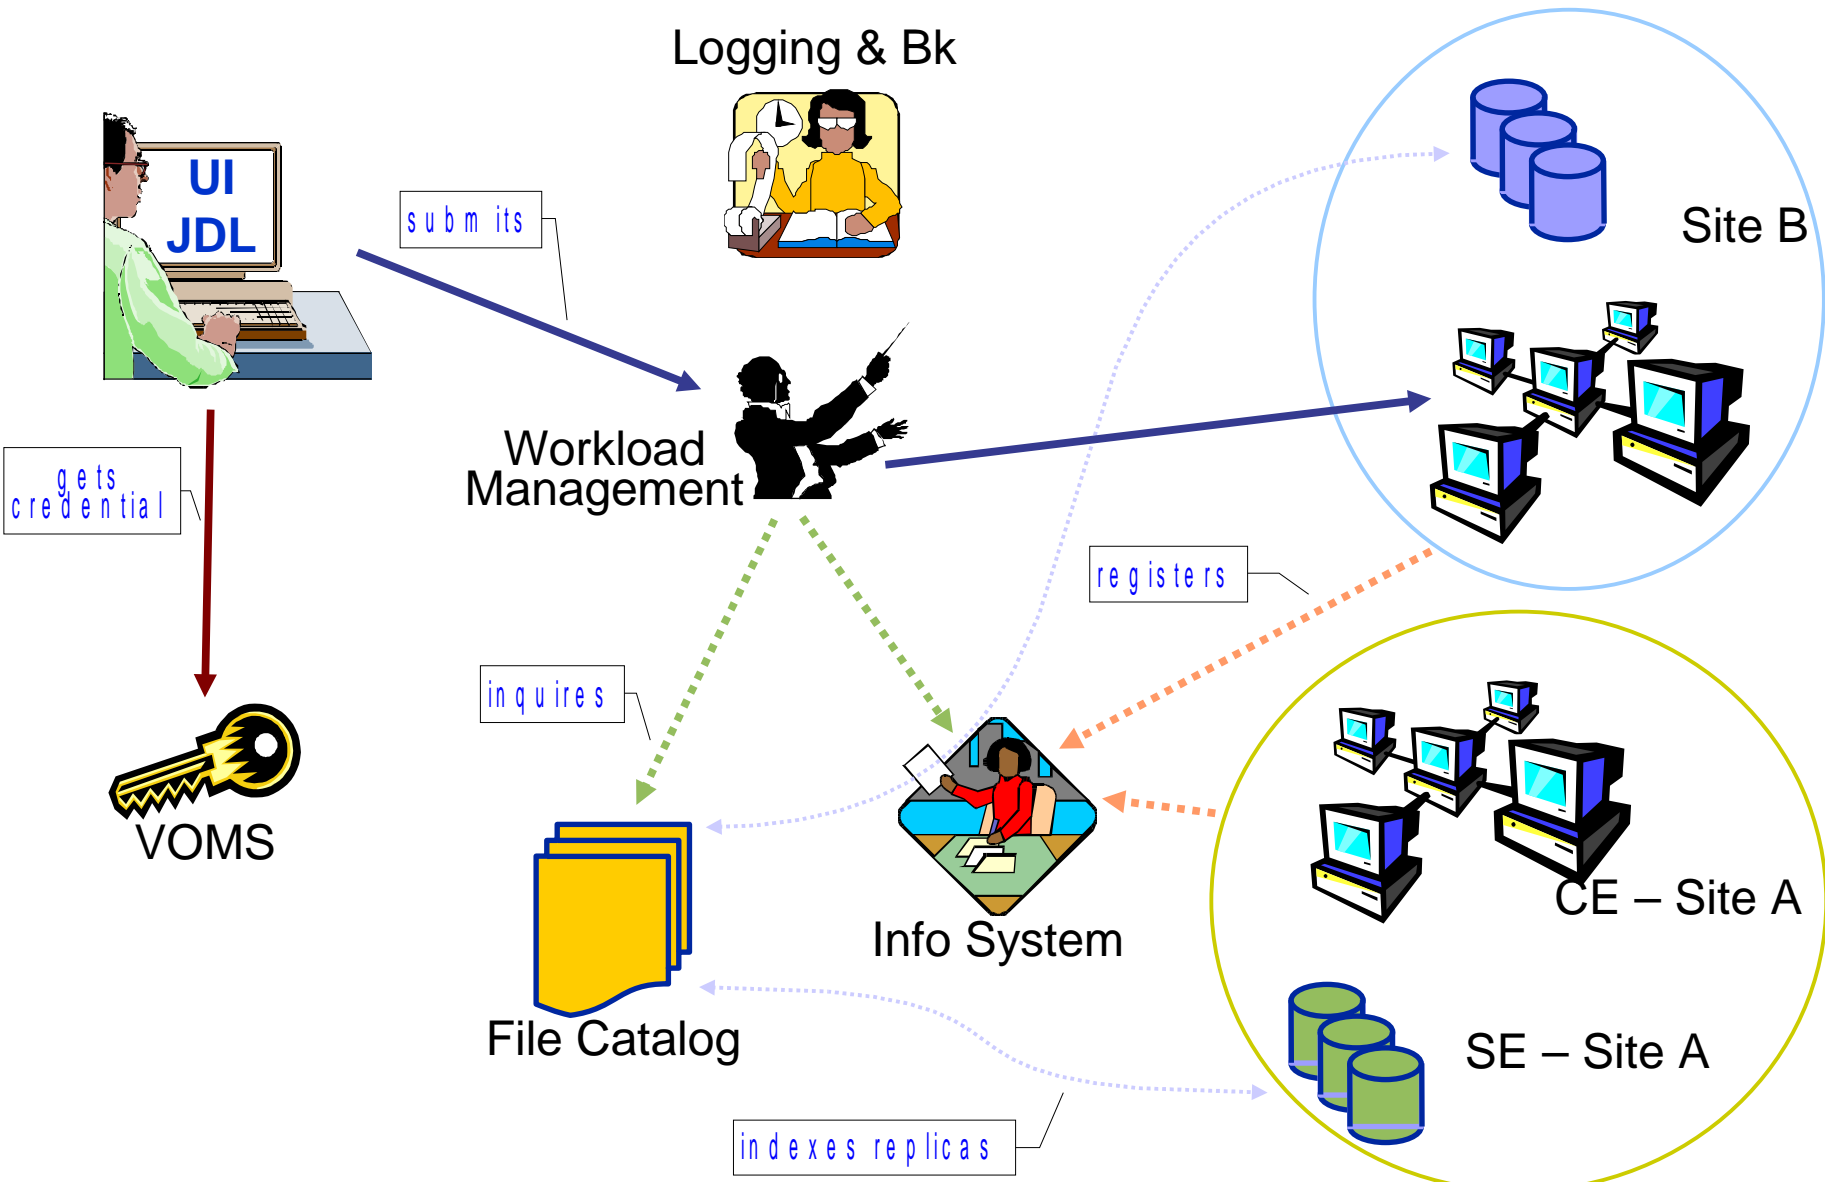 Logging & Bk
UI
JDL
submits
Site B
Workload
Management
gets
credential
registers
inquires
VOMS
CE – Site A
Info System
File Catalog
SE – Site A
indexes replicas